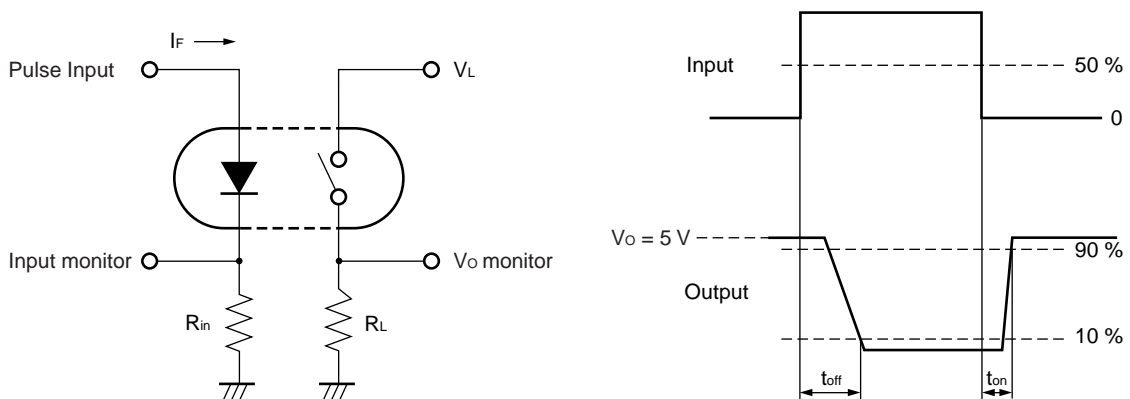 IF
Pulse Input
VL
Input monitor
VO monitor
Rin
RL
Input
50 %
0
VO = 5 V
90 %
Output
10 %
toff
ton